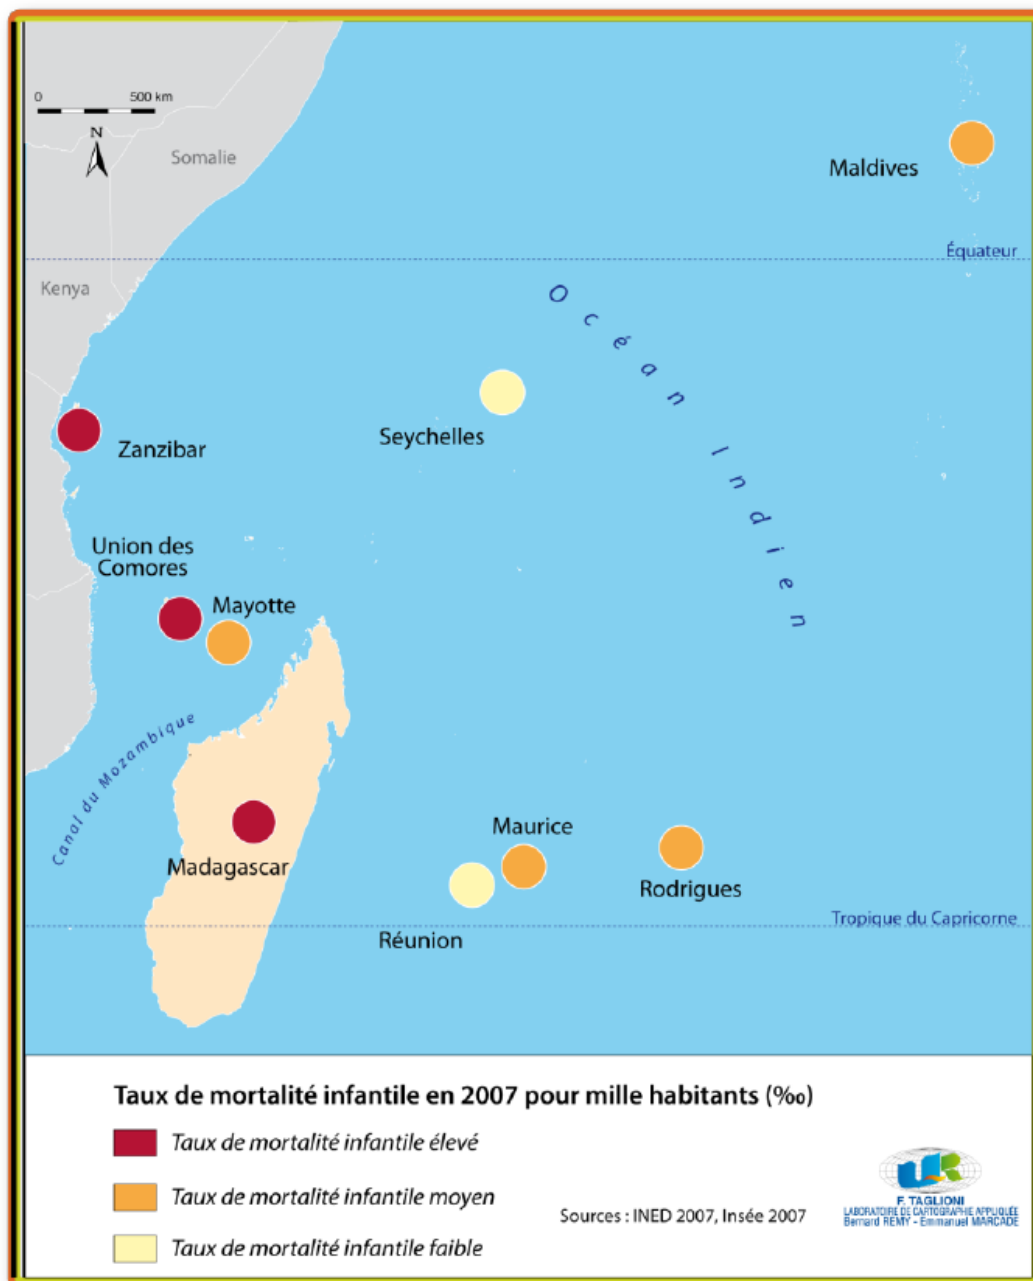 0 500 km
N
Somalie
Maldives
Équateur
Kenya
Océan Indien
Seychelles
Zanzibar
Union des
Comores
Mayotte
Canal du Mozambique
Madagascar
Maurice
Rodrigues
Tropique du Capricorne
Réunion
Taux de mortalité infantile en 2007 pour mille habitants (‰)
Taux de mortalité infantile élevé
Taux de mortalité infantile moyen
Taux de mortalité infantile faible
Sources : INED 2007, Insée 2007
UR
F. TAGLIONI
LABORATOIRE DE CARTOGRAPHIE APPLIQUÉE
Bernard REMY - Emmanuel MARCADE